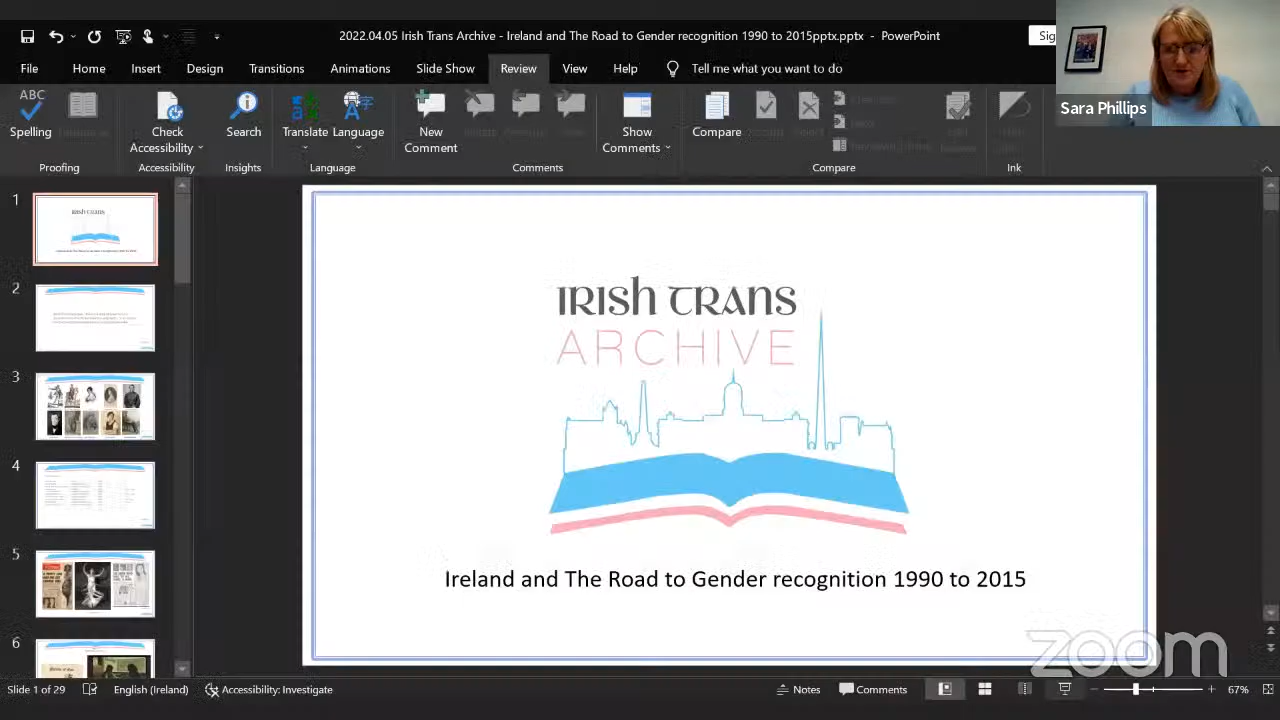 2022.04.05 Irish Trans Archive - Ireland and The Road to Gender recognition 1990 to 2015pptx.pptx - PowerPoint
Sig
File Home Insert Design Transitions Animations Slide Show Review View Help Tell me what you want to do
Sara Phillips
ABC
Spelling
Check Accessibility
Search
Translate
Language
New Comment
Show Comments
Compare
Proofing Accessibility Insights Language Comments Compare Ink
1
2
3
4
5
6
IRISH TRANS
ARCHIVE
Ireland and The Road to Gender recognition 1990 to 2015
zoom
Slide 1 of 29 English (Ireland) Accessibility: Investigate Notes Comments 67%